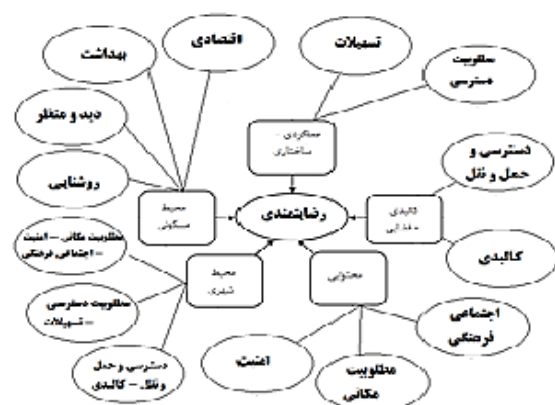 اقتصادی
تسهیلات
بهداشت
مطلوبیت
دسترسی
دید و منظر
عملکردی –
ساختاری
دسترسی و
حمل و نقل
روشنایی
محیط
مسکونی
رضایتمندی
کالبدی
فضایی
مطلوبیت مکانی – امنیت
– اجتماعی فرهنگی
کالبدی
محیط
شهری
محتوایی
مطلوبیت دسترسی
– تسهیلات
اجتماعی
فرهنگی
دسترسی و حمل
و نقل – کالبدی
امنیت
مطلوبیت
مکانی